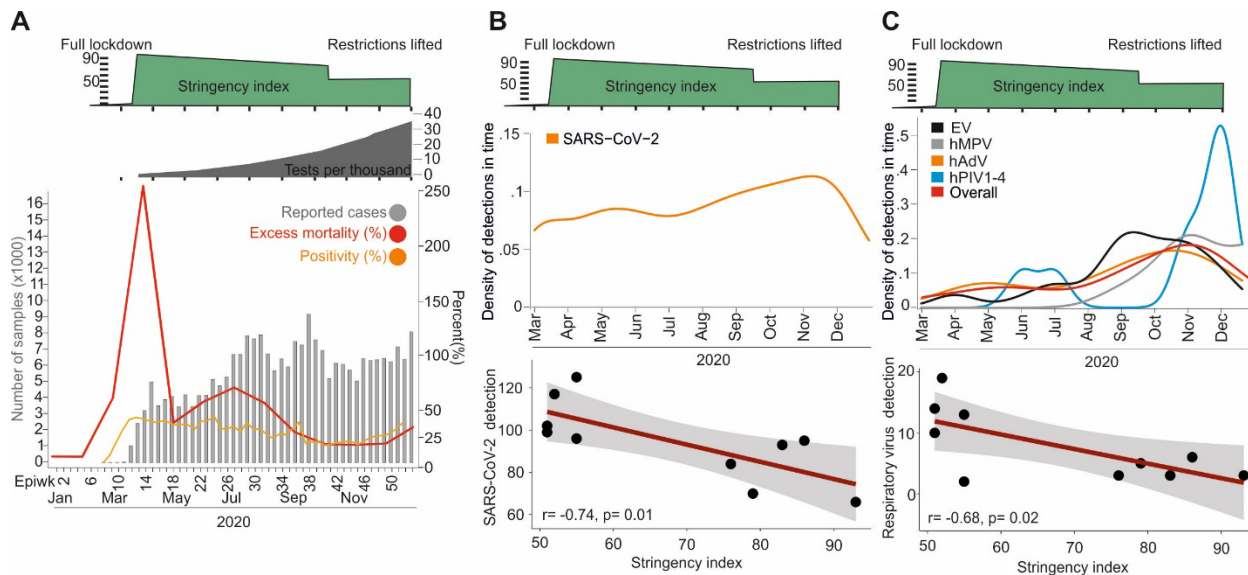 A
Full lockdown
Restrictions lifted
90
50
Stringency index
40
30
20
10
0
Tests per thousand
250
200
150
100
50
25
0
Percent(%)
16
15
14
13
12
11
10
9
8
7
6
5
4
3
2
1
0
Number of samples (x1000)
Reported cases
Excess mortality (%)
Positivity (%)
Epiwk 2 6 10 14 18 22 26 30 34 38 42 46 50
Jan Mar May Jul Sep Nov
2020
B
Full lockdown
Restrictions lifted
90
50
Stringency index
SARS−CoV−2
.15
.1
.05
0
Density of detections in time
Mar Apr May Jun Jul Aug Sep Oct Nov Dec
2020
120
100
80
60
SARS-CoV-2 detection
r= -0.74, p= 0.01
50 60 70 80 90
Stringency index
C
Full lockdown
Restrictions lifted
90
50
Stringency index
EV
hMPV
hAdV
hPIV1-4
Overall
.5
.4
.3
.2
.1
0
Density of detections in time
Mar Apr May Jun Jul Aug Sep Oct Nov Dec
2020
20
10
0
Respiratory virus detection
r= -0.68, p= 0.02
50 60 70 80 90
Stringency index